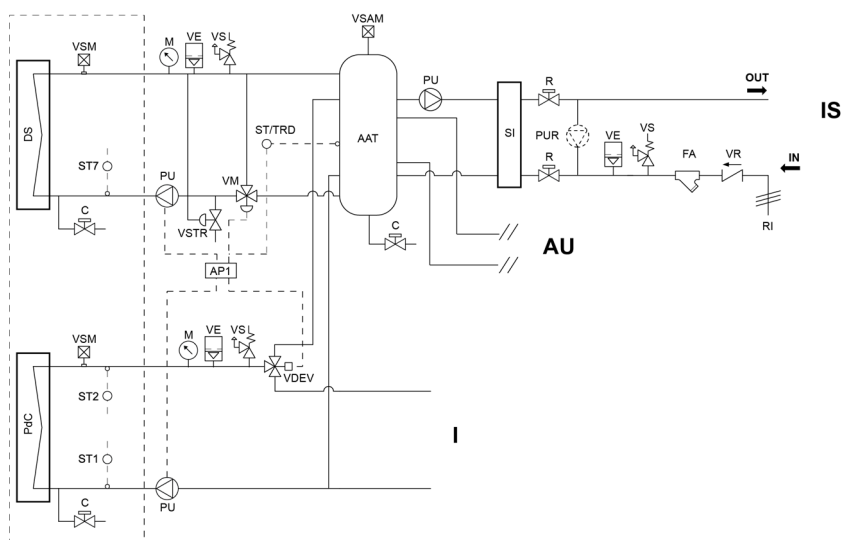 VSAM
M
VE
VS
VSM
DS
ST7
PU
VM
VSTR
C
ST/TRD
AAT
PU
SI
R
OUT
IS
PUR
VE
VS
R
FA
VR
IN
RI
C
AU
AP1
VSM
M
VE
VS
VDEV
PdC
ST2
ST1
I
C
PU